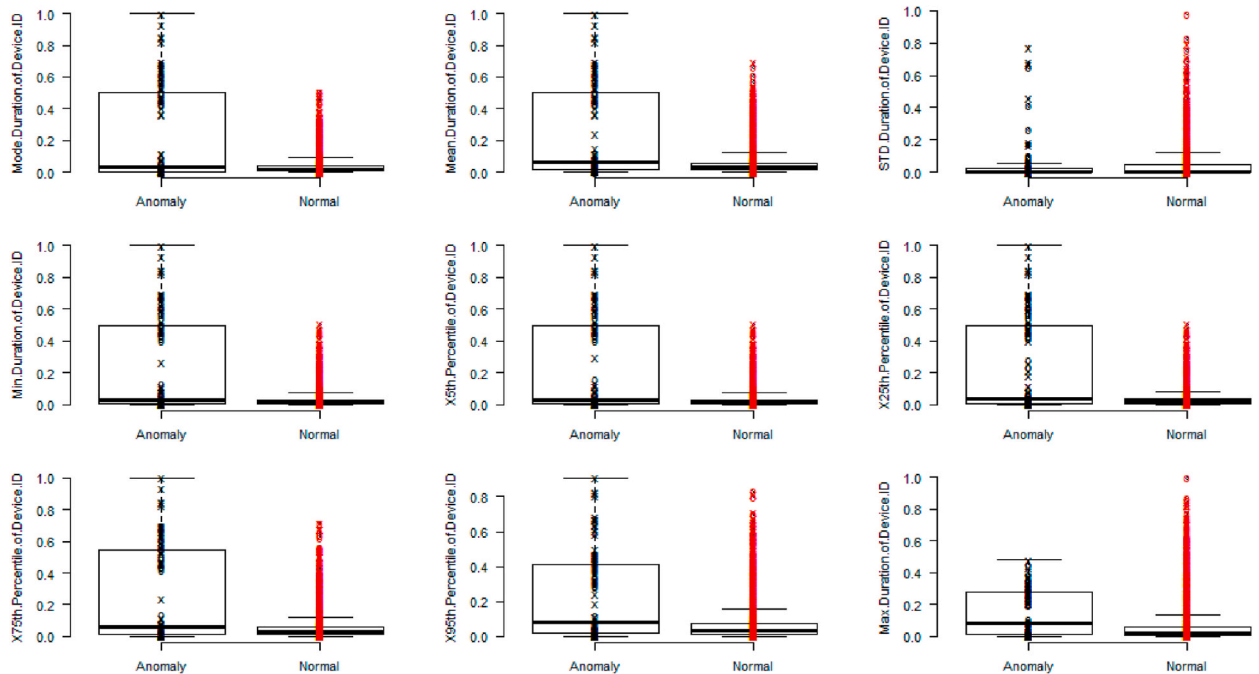 Mode.Duration.of.Device.ID
1.0
0.8
0.6
0.4
0.2
0.0
Anomaly
Normal
Mean.Duration.of.Device.ID
1.0
0.8
0.6
0.4
0.2
0.0
Anomaly
Normal
STD.Duration.of.Device.ID
1.0
0.8
0.6
0.4
0.2
0.0
Anomaly
Normal
Min.Duration.of.Device.ID
1.0
0.8
0.6
0.4
0.2
0.0
Anomaly
Normal
X5th.Percentile.of.Device.ID
1.0
0.8
0.6
0.4
0.2
0.0
Anomaly
Normal
X25th.Percentile.of.Device.ID
1.0
0.8
0.6
0.4
0.2
0.0
Anomaly
Normal
X75th.Percentile.of.Device.ID
1.0
0.8
0.6
0.4
0.2
0.0
Anomaly
Normal
X95th.Percentile.of.Device.ID
0.8
0.6
0.4
0.2
0.0
Anomaly
Normal
Max.Duration.of.Device.ID
1.0
0.8
0.6
0.4
0.2
0.0
Anomaly
Normal